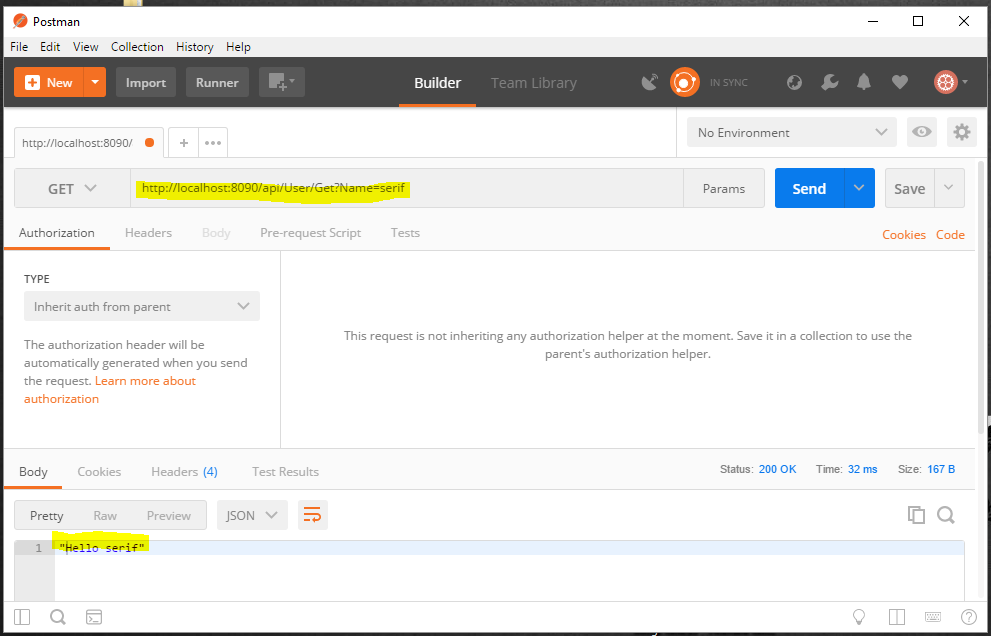 Postman
File Edit View Collection History Help
New Import Runner Builder Team Library IN SYNC
http://localhost:8090/ + ••• No Environment
GET http://localhost:8090/api/User/Get?Name=serif Params Send Save
Authorization Headers Body Pre-request Script Tests Cookies Code
TYPE
Inherit auth from parent
The authorization header will be
automatically generated when you send
the request. Learn more about
authorization
This request is not inheriting any authorization helper at the moment. Save it in a collection to use the
parent's authorization helper.
Body Cookies Headers (4) Test Results Status: 200 OK Time: 32 ms Size: 167 B
Pretty Raw Preview JSON
1 "Hello serif"